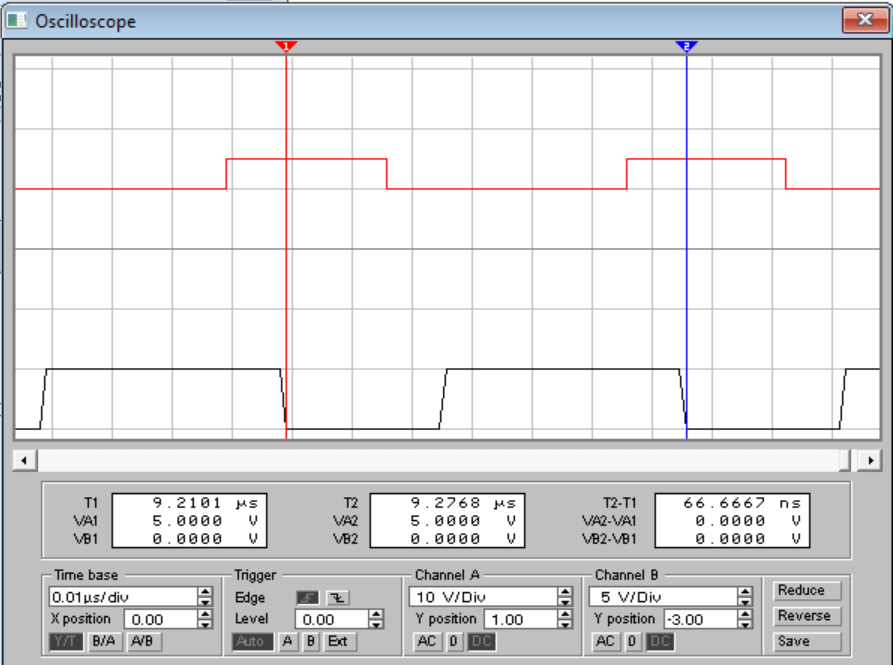 Oscilloscope
1 2
T1 9.2101 µs T2 9.2768 µs T2-T1 66.6667 ns
VA1 5.0000 V VA2 5.0000 V VA2-VA1 0.0000 V
VB1 0.0000 V VB2 0.0000 V VB2-VB1 0.0000 V
Time base Trigger Channel A Channel B
0.01µs/div Edge 10 V/Div 5 V/Div Reduce
X position 0.00 Level 0.00 Y position 1.00 Y position -3.00 Reverse
Y/T B/A A/B Auto A B Ext AC 0 DC AC 0 DC Save